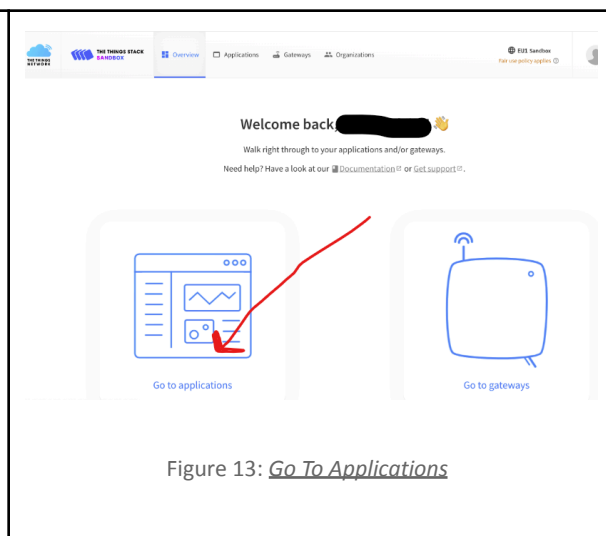 THE THINGS NETWORK
THE THINGS STACK
SANDBOX
Overview Applications Gateways Organizations
EU1 Sandbox
Fair use policy applies
Welcome back,
Walk right through to your applications and/or gateways.
Need help? Have a look at our Documentation or Get support.
Go to applications Go to gateways
Figure 13: Go To Applications